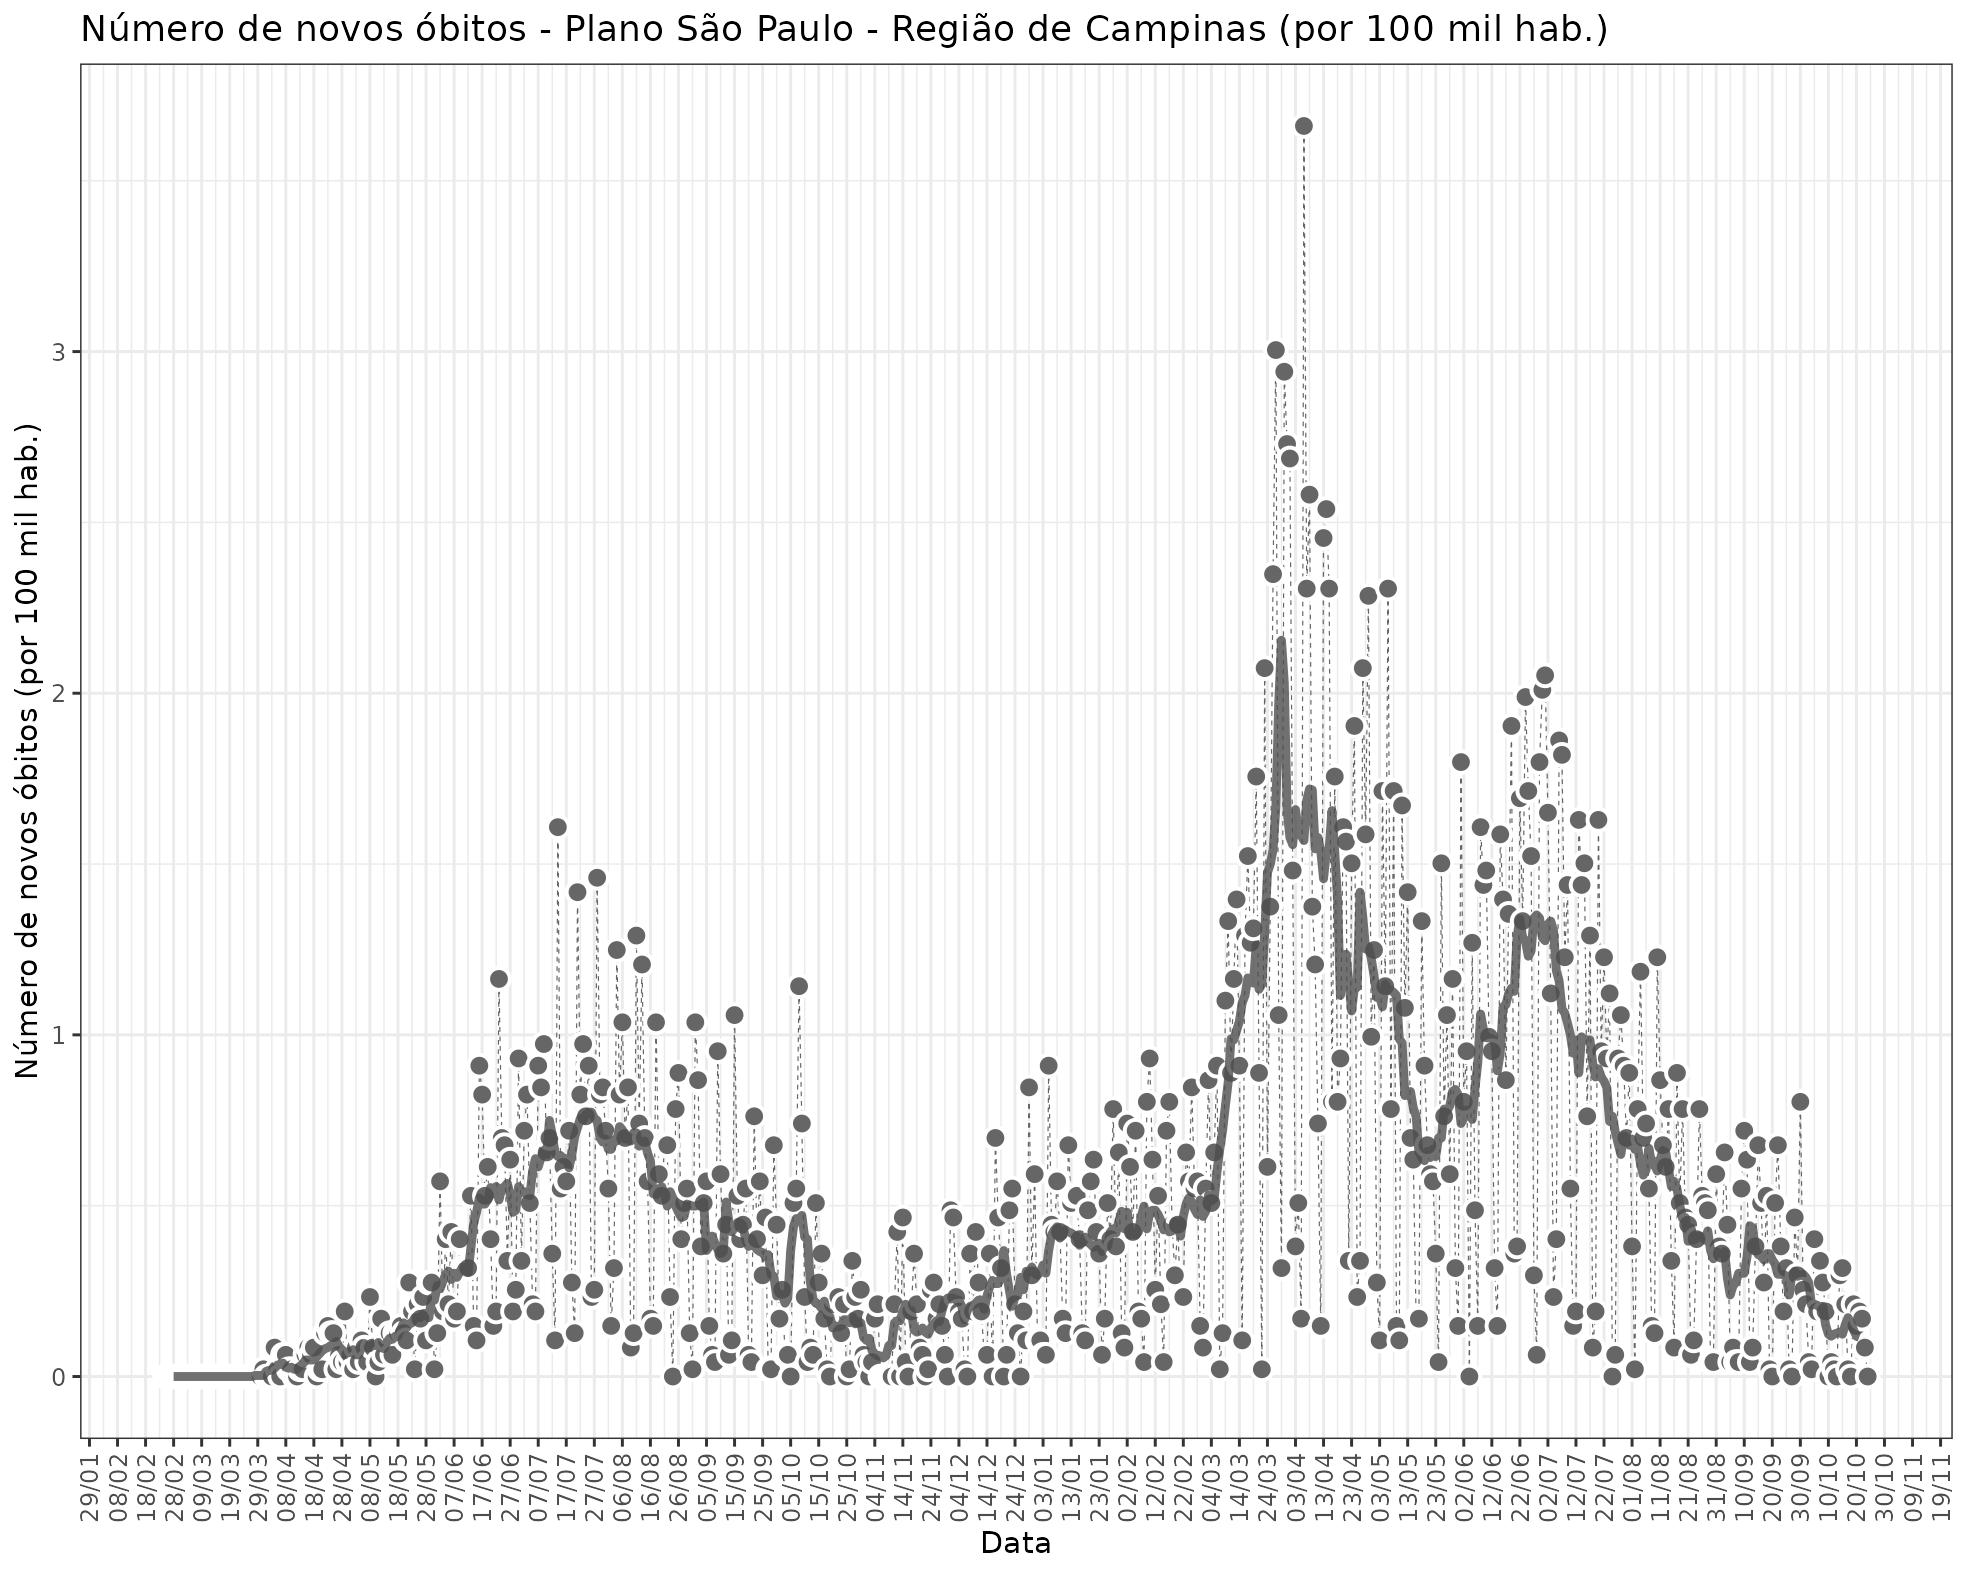 Número de novos óbitos - Plano São Paulo - Região de Campinas (por 100 mil hab.)
Número de novos óbitos (por 100 mil hab.)
3
2
1
0
29/01 08/02 18/02 28/02 09/03 19/03 29/03 08/04 18/04 28/04 08/05 18/05 28/05 07/06 17/06 27/06 07/07 17/07 27/07 06/08 16/08 26/08 05/09 15/09 25/09 05/10 15/10 25/10 04/11 14/11 24/11 04/12 14/12 24/12 03/01 13/01 23/01 02/02 12/02 22/02 04/03 14/03 24/03 03/04 13/04 23/04 03/05 13/05 23/05 02/06 12/06 22/06 02/07 12/07 22/07 01/08 11/08 21/08 31/08 10/09 20/09 30/09 10/10 20/10 30/10 09/11 19/11
Data